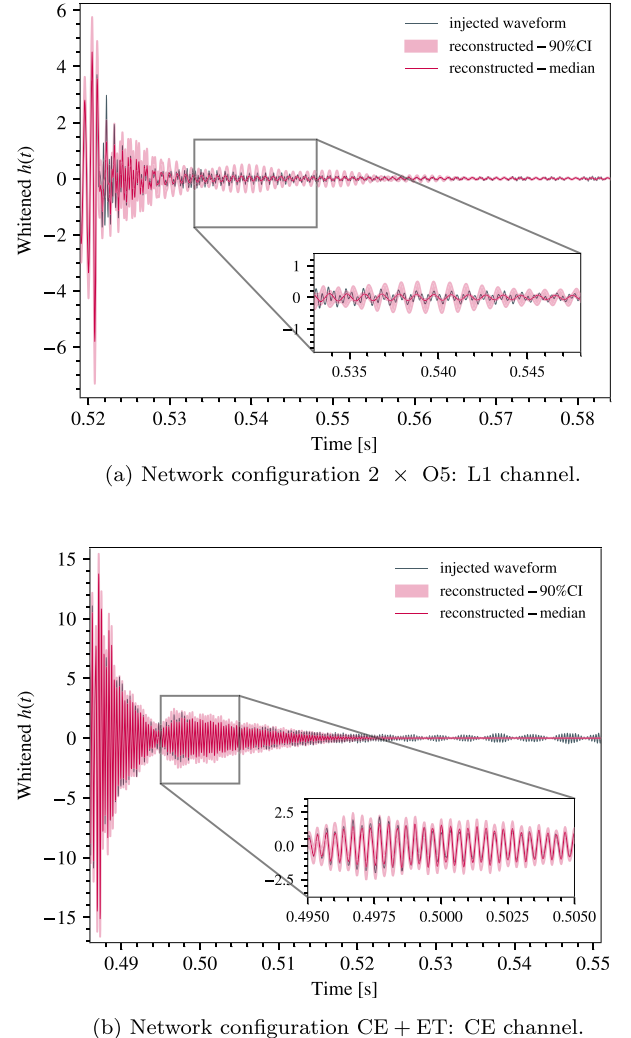 6
4
2
0
−2
−4
−6
Whitened h(t)
injected waveform
reconstructed − 90%CI
reconstructed − median
1
0
−1
0.535 0.540 0.545
0.52 0.53 0.54 0.55 0.56 0.57 0.58
Time [s]
(a) Network configuration 2 × O5: L1 channel.
15
10
5
0
−5
−10
−15
Whitened h(t)
injected waveform
reconstructed − 90%CI
reconstructed − median
2.5
0.0
−2.5
0.4950 0.4975 0.5000 0.5025 0.5050
0.49 0.50 0.51 0.52 0.53 0.54 0.55
Time [s]
(b) Network configuration CE + ET: CE channel.